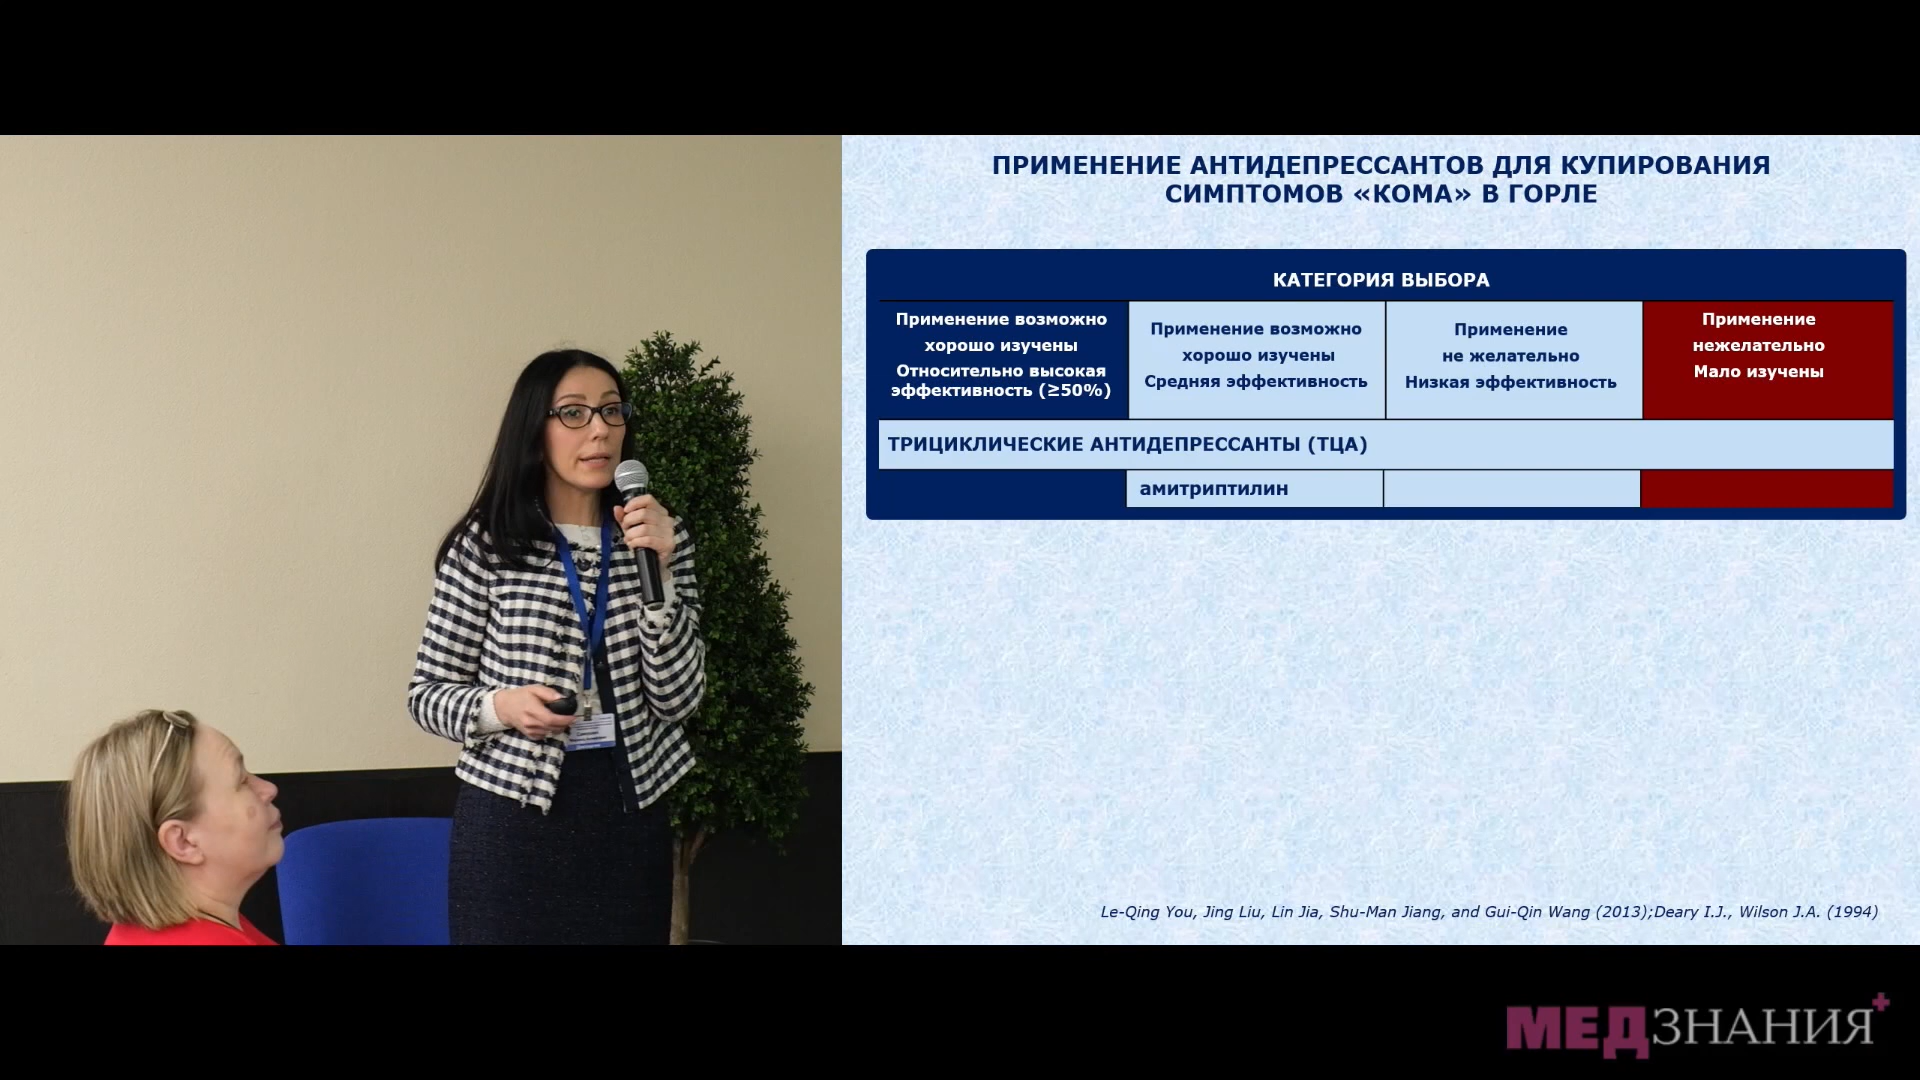 ПРИМЕНЕНИЕ АНТИДЕПРЕССАНТОВ ДЛЯ КУПИРОВАНИЯ
СИМПТОМОВ «КОМА» В ГОРЛЕ
КАТЕГОРИЯ ВЫБОРА
Применение возможно
хорошо изучены
Относительно высокая
эффективность (≥50%)
Применение возможно
хорошо изучены
Средняя эффективность
Применение
не желательно
Низкая эффективность
Применение
нежелательно
Мало изучены
ТРИЦИКЛИЧЕСКИЕ АНТИДЕПРЕССАНТЫ (ТЦА)
амитриптилин
Le-Qing You, Jing Liu, Lin Jia, Shu-Man Jiang, and Gui-Qin Wang (2013);Deary I.J., Wilson J.A. (1994)
МЕДЗНАНИЯ+